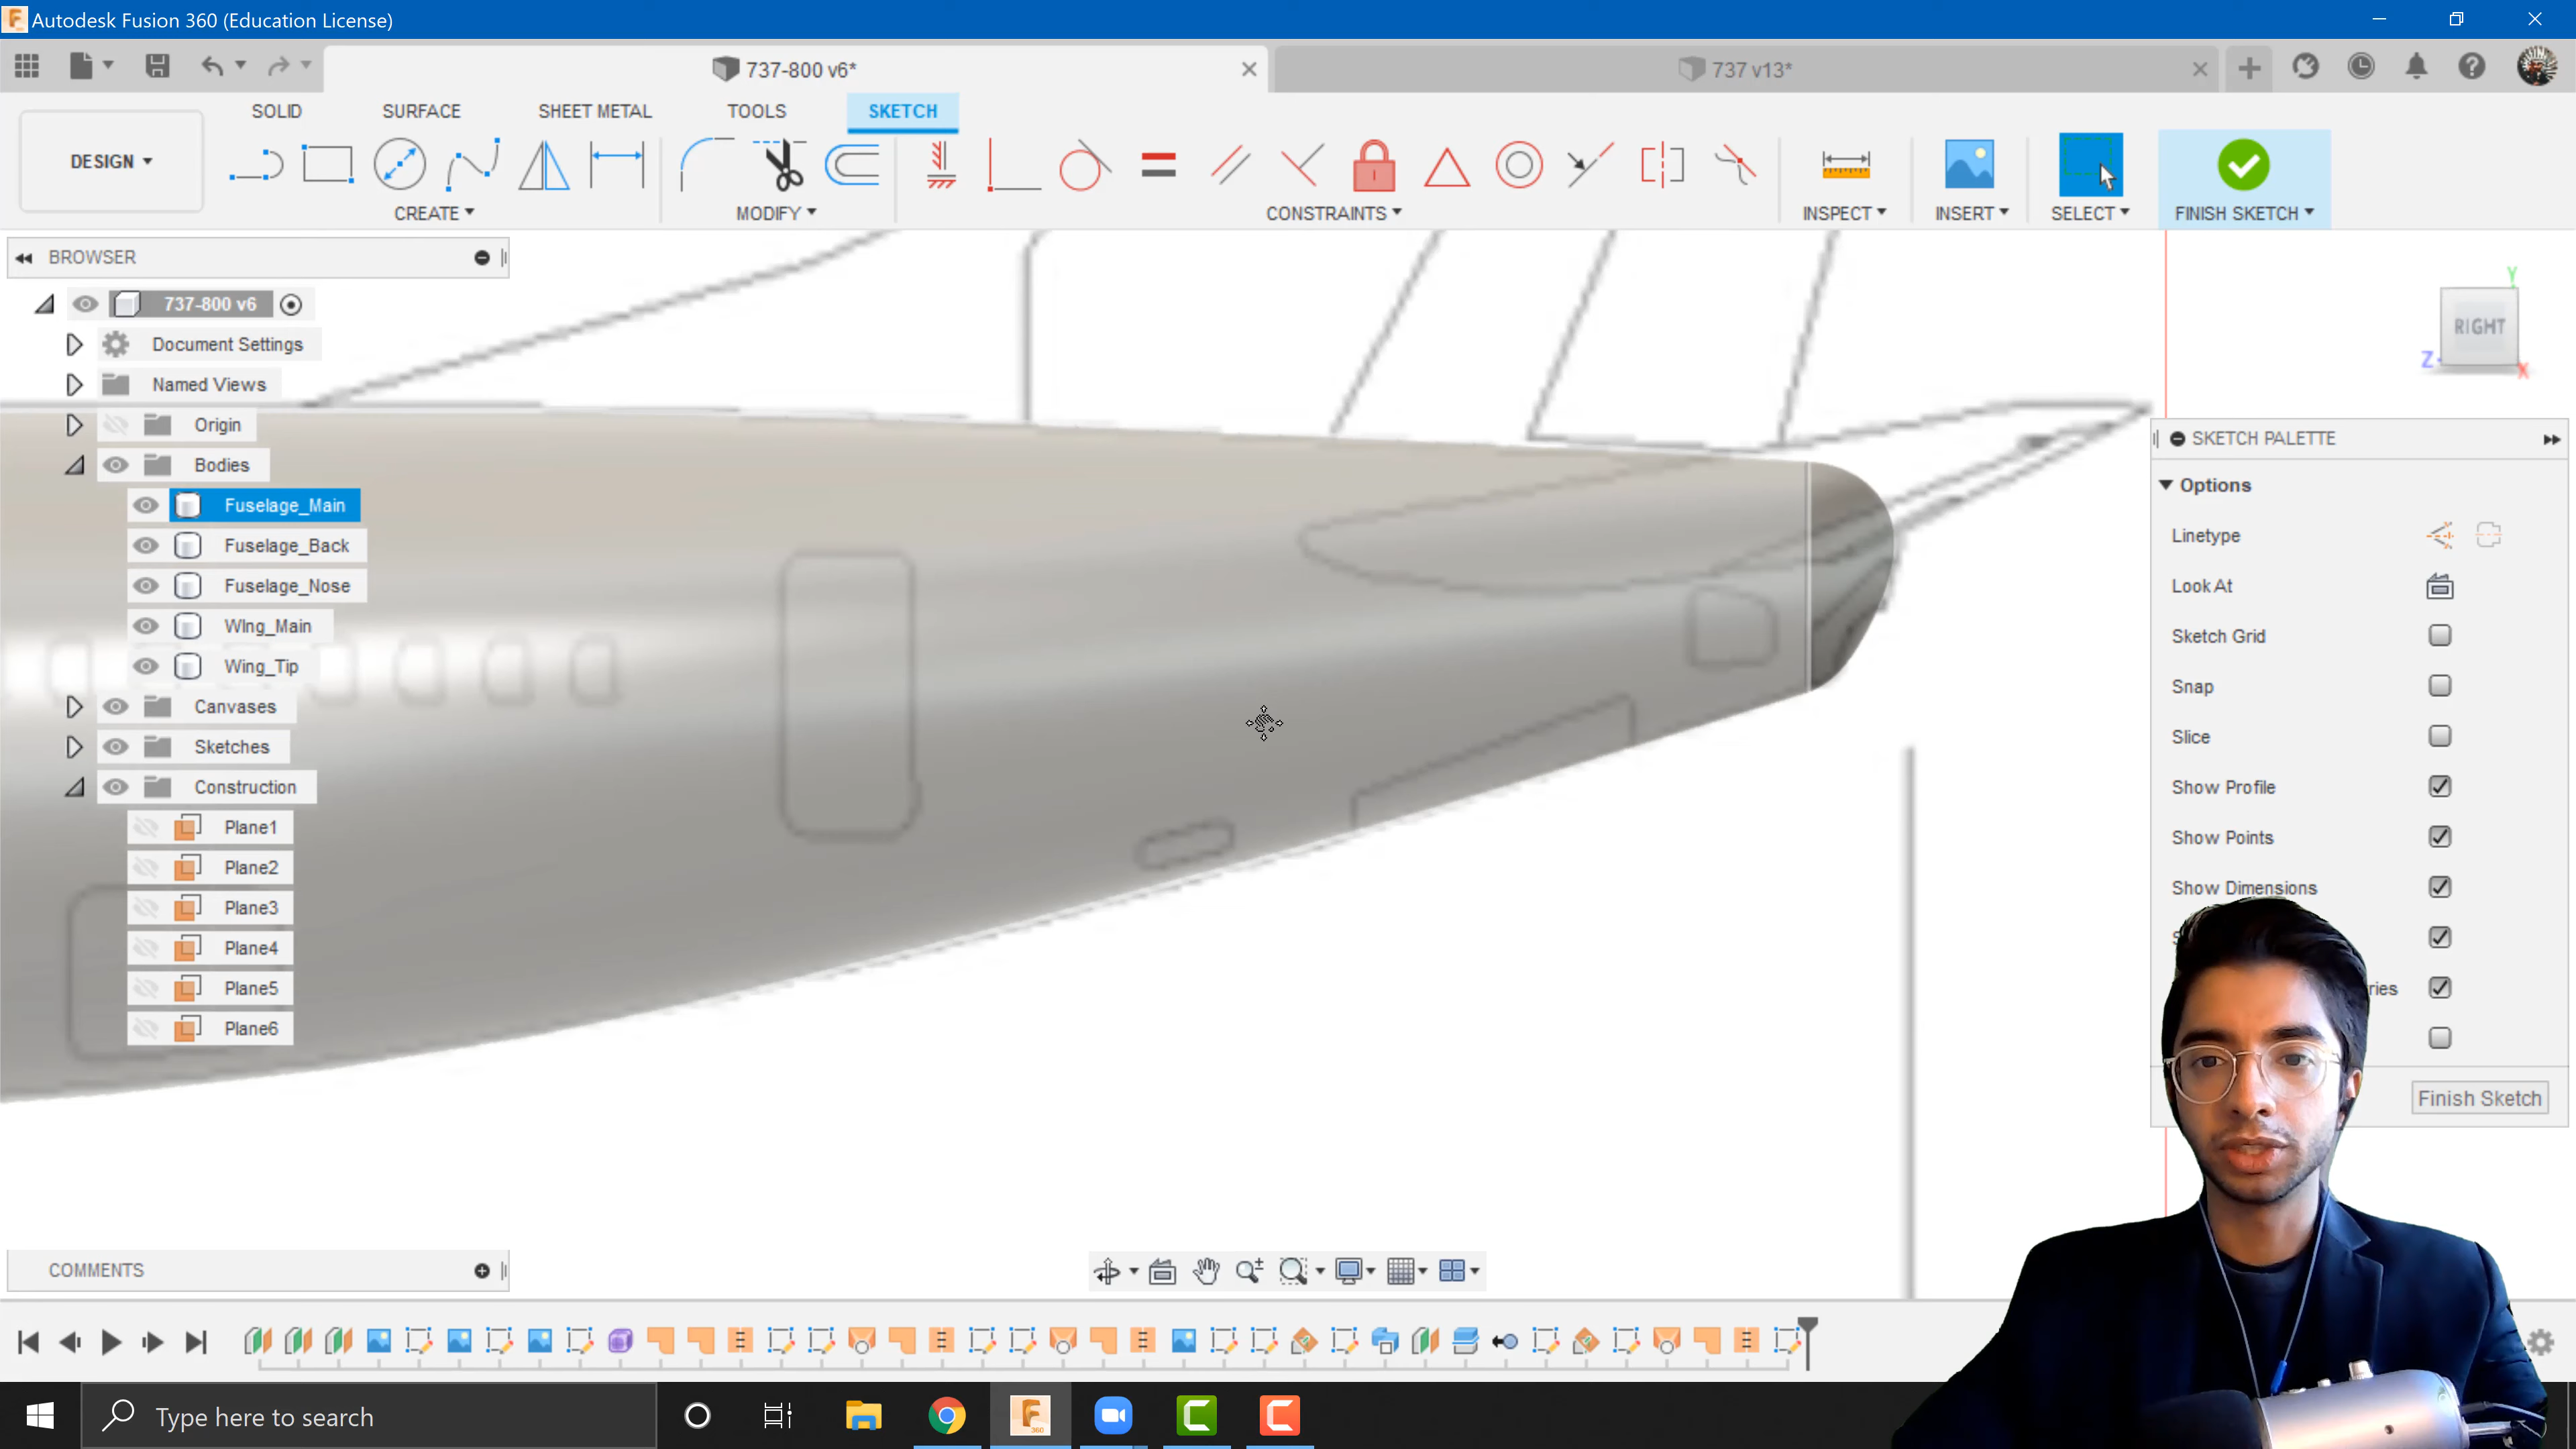 Autodesk Fusion 360 (Education License)
737-800 v6*
737 v13*
SOLID SURFACE SHEET METAL TOOLS SKETCH
DESIGN
CREATE MODIFY CONSTRAINTS INSPECT INSERT SELECT FINISH SKETCH
BROWSER
737-800 v6
Document Settings
Named Views
Origin
Bodies
Fuselage_Main
Fuselage_Back
Fuselage_Nose
WIng_Main
Wing_Tip
Canvases
Sketches
Construction
Plane1
Plane2
Plane3
Plane4
Plane5
Plane6
Y
RIGHT
Z
X
SKETCH PALETTE
Options
Linetype
Look At
Sketch Grid
Snap
Slice
Show Profile
Show Points
Show Dimensions
ries
Finish Sketch
COMMENTS
Type here to search
F
360